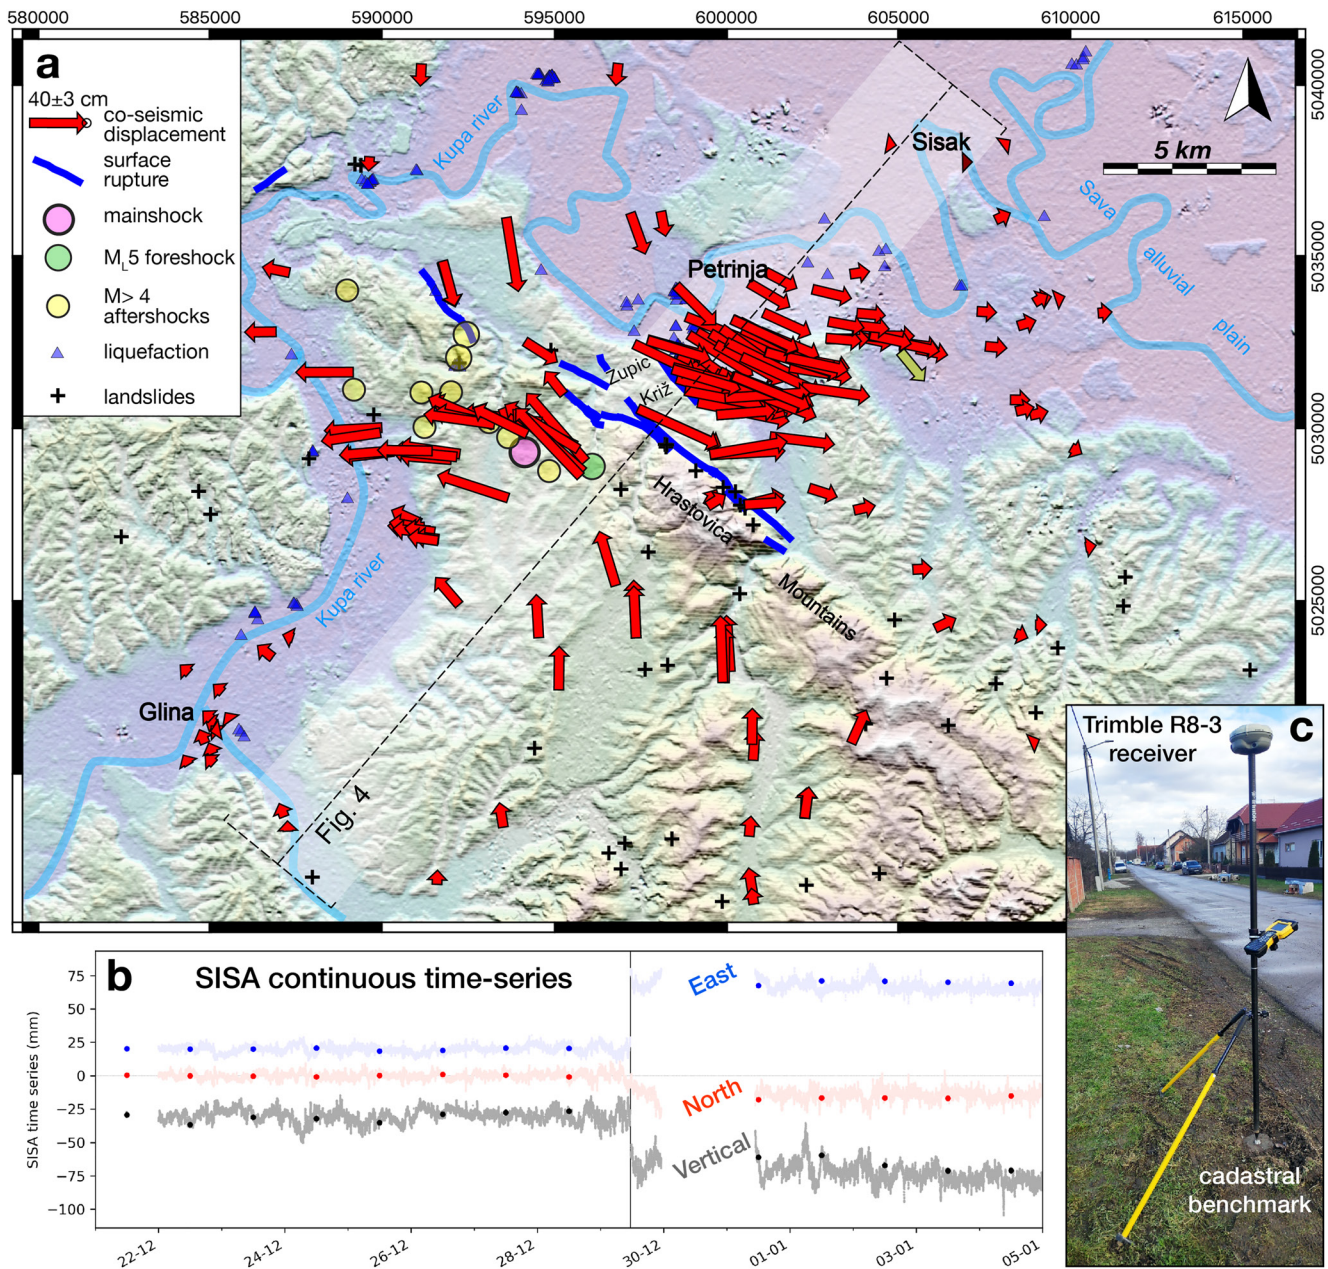 580000 585000 590000 595000 600000 605000 610000 615000
a
40±3 cm
co-seismic
displacement
surface
rupture
mainshock
ML5 foreshock
M> 4
aftershocks
liquefaction
landslides
Kupa river
Sisak
5 km
Sava
alluvial
plain
Petrinja
Župic
Križ
Hrastovica
Mountains
Kupa river
Glina
Fig. 4
5040000
5035000
5030000
5025000
c
Trimble R8-3
receiver
cadastral
benchmark
b
SISA continuous time-series
East
North
Vertical
SISA time series (mm)
75
50
25
0
−25
−50
−75
−100
22-12
24-12
26-12
28-12
30-12
01-01
03-01
05-01